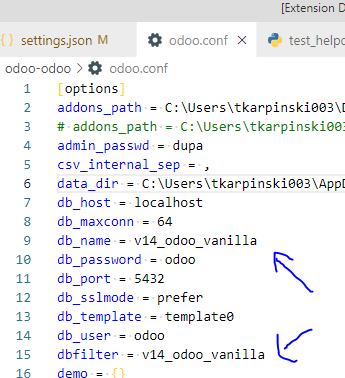 [Extension D
settings.json M
odoo.conf
test_helpo
odoo-odoo > odoo.conf
1 [options]
2 addons_path = C:\Users\tkarpinski003\D
3 # addons_path = C:\Users\tkarpinski003
4 admin_passwd = dupa
5 csv_internal_sep = ,
6 data_dir = C:\Users\tkarpinski003\AppD
7 db_host = localhost
8 db_maxconn = 64
9 db_name = v14_odoo_vanilla
10 db_password = odoo
11 db_port = 5432
12 db_sslmode = prefer
13 db_template = template0
14 db_user = odoo
15 dbfilter = v14_odoo_vanilla
16 demo = {}